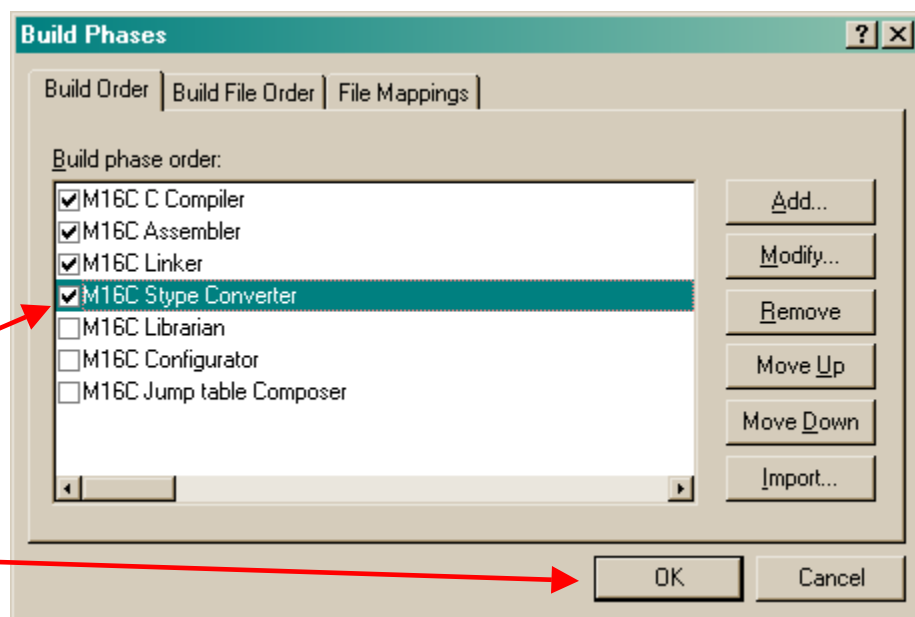 Build Phases
Build Order
Build File Order
File Mappings
Build phase order:
M16C C Compiler
M16C Assembler
M16C Linker
M16C Stype Converter
M16C Librarian
M16C Configurator
M16C Jump table Composer
Add...
Modify...
Remove
Move Up
Move Down
Import...
OK
Cancel